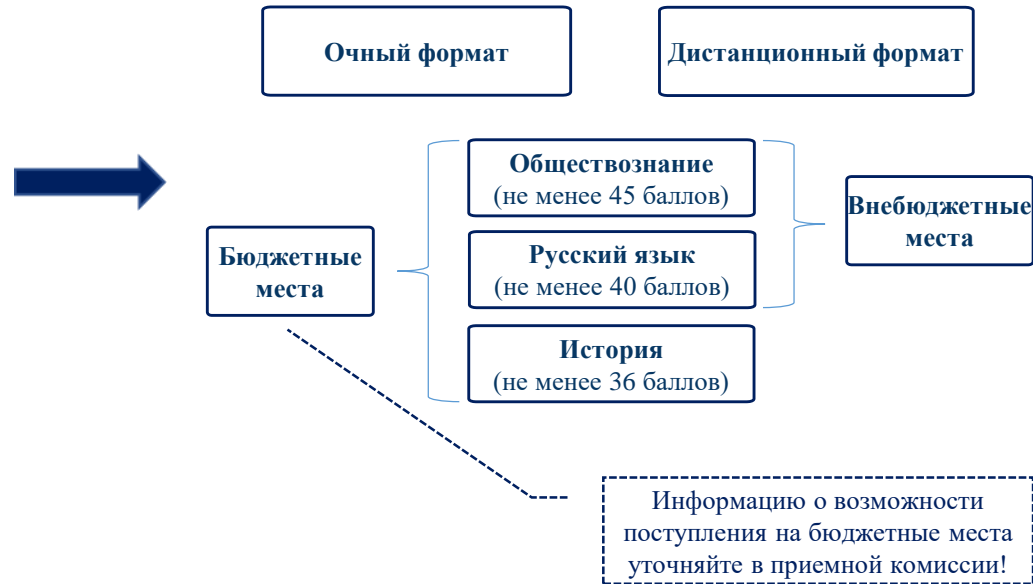 Очный формат
Дистанционный формат
Обществознание
(не менее 45 баллов)
Внебюджетные
места
Бюджетные
места
Русский язык
(не менее 40 баллов)
История
(не менее 36 баллов)
Информацию о возможности
поступления на бюджетные места
уточняйте в приемной комиссии!